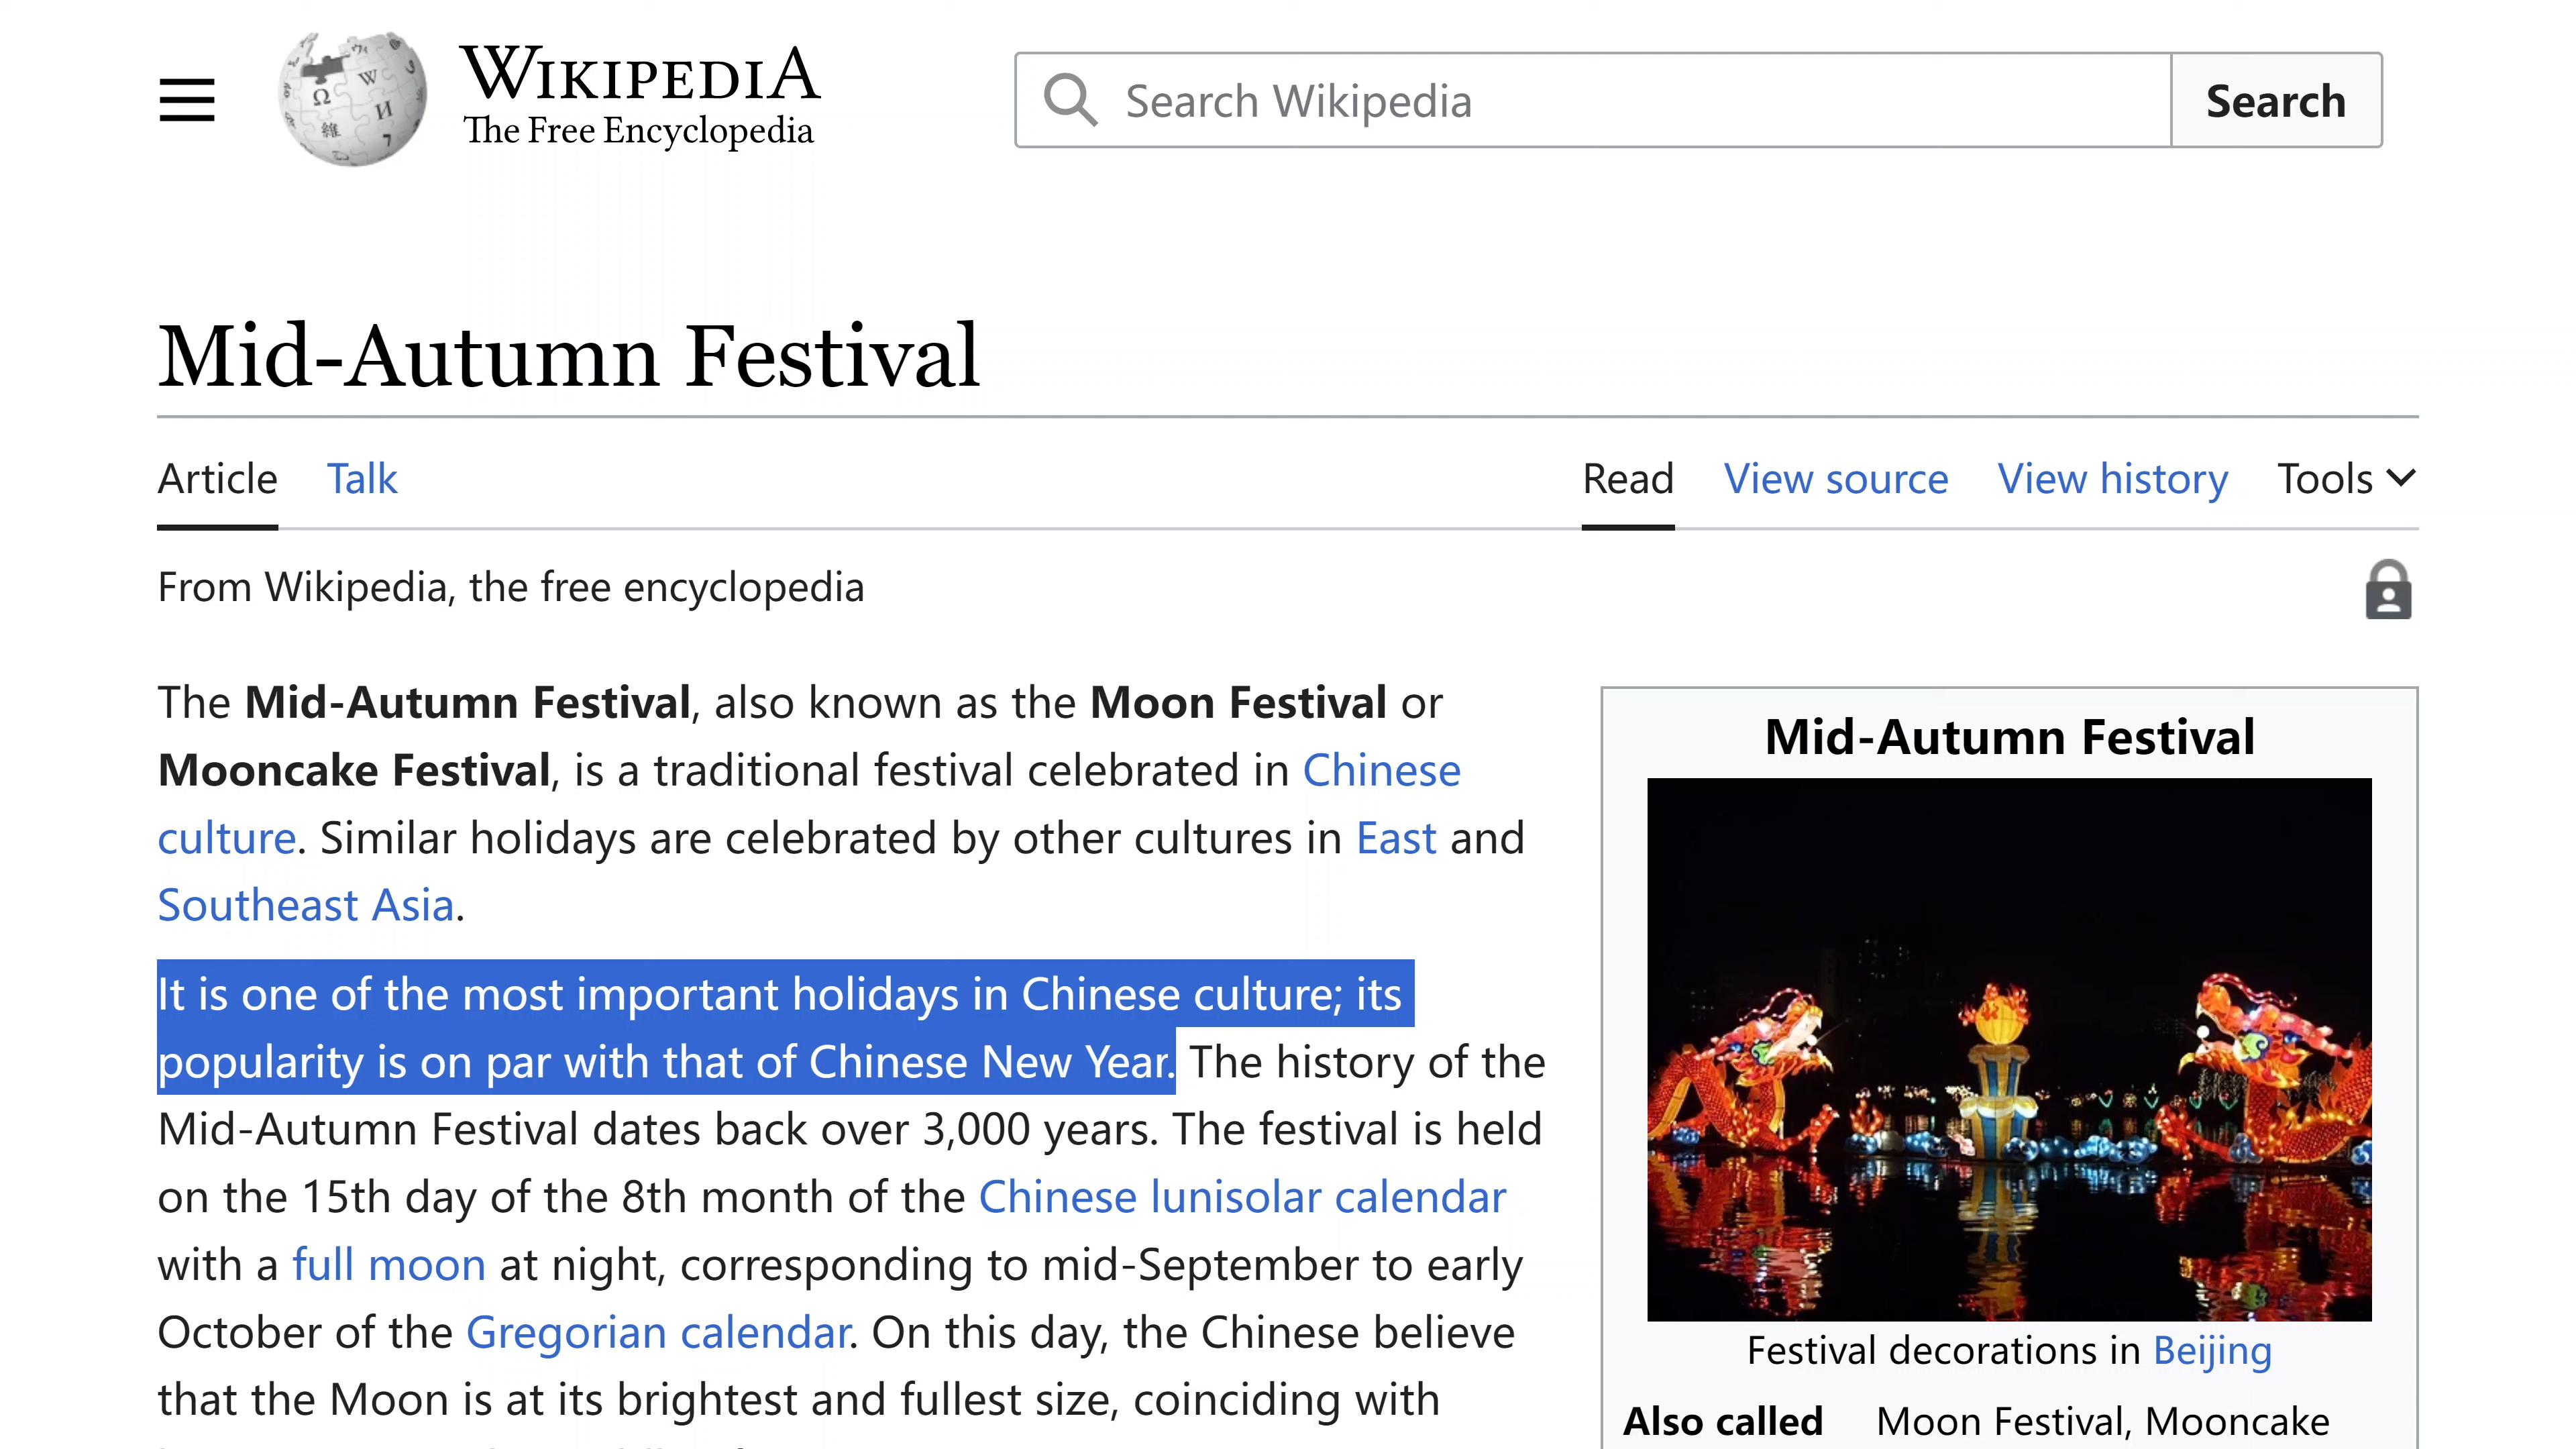 WIKIPEDIA
The Free Encyclopedia
Search Wikipedia
Search
Mid-Autumn Festival
Article
Talk
Read
View source
View history
Tools
From Wikipedia, the free encyclopedia
The Mid-Autumn Festival, also known as the Moon Festival or
Mooncake Festival, is a traditional festival celebrated in Chinese
culture. Similar holidays are celebrated by other cultures in East and
Southeast Asia.
It is one of the most important holidays in Chinese culture; its
popularity is on par with that of Chinese New Year. The history of the
Mid-Autumn Festival dates back over 3,000 years. The festival is held
on the 15th day of the 8th month of the Chinese lunisolar calendar
with a full moon at night, corresponding to mid-September to early
October of the Gregorian calendar. On this day, the Chinese believe
that the Moon is at its brightest and fullest size, coinciding with
Mid-Autumn Festival
Festival decorations in Beijing
Also called
Moon Festival, Mooncake